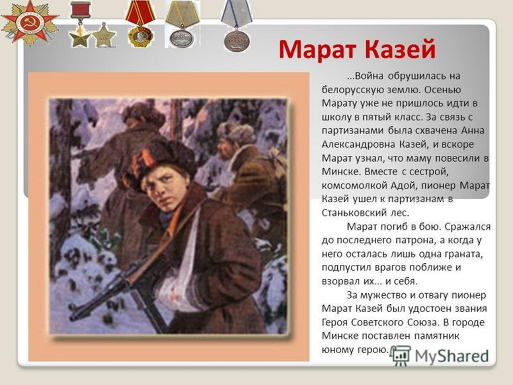 Марат Казей
...Война обрушилась на
белорусскую землю. Осенью
Марату уже не пришлось идти в
школу в пятый класс. За связь с
партизанами была схвачена Анна
Александровна Казей, и вскоре
Марат узнал, что маму повесили в
Минске. Вместе с сестрой,
комсомолкой Адой, пионер Марат
Казей ушел к партизанам в
Станьковский лес.
Марат погиб в бою. Сражался
до последнего патрона, а когда у
него осталась лишь одна граната,
подпустил врагов поближе и
взорвал их... и себя.
За мужество и отвагу пионер
Марат Казей был удостоен звания
Героя Советского Союза. В городе
Минске поставлен памятник
юному герою.
MyShared